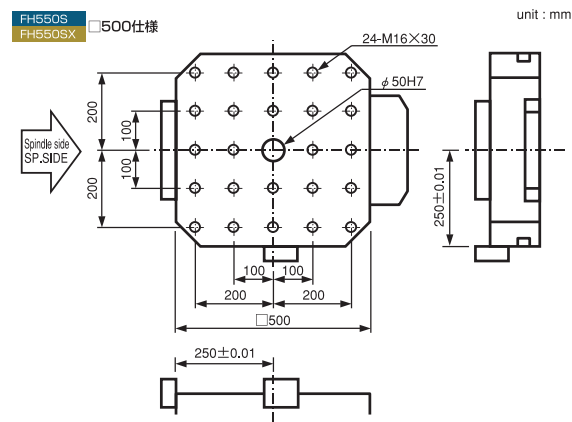 FH550S
FH550SX
□500仕様
unit : mm
24-M16×30
φ50H7
200
100
100
200
Spindle side
SP.SIDE
250±0.01
100
100
200
200
□500
250±0.01